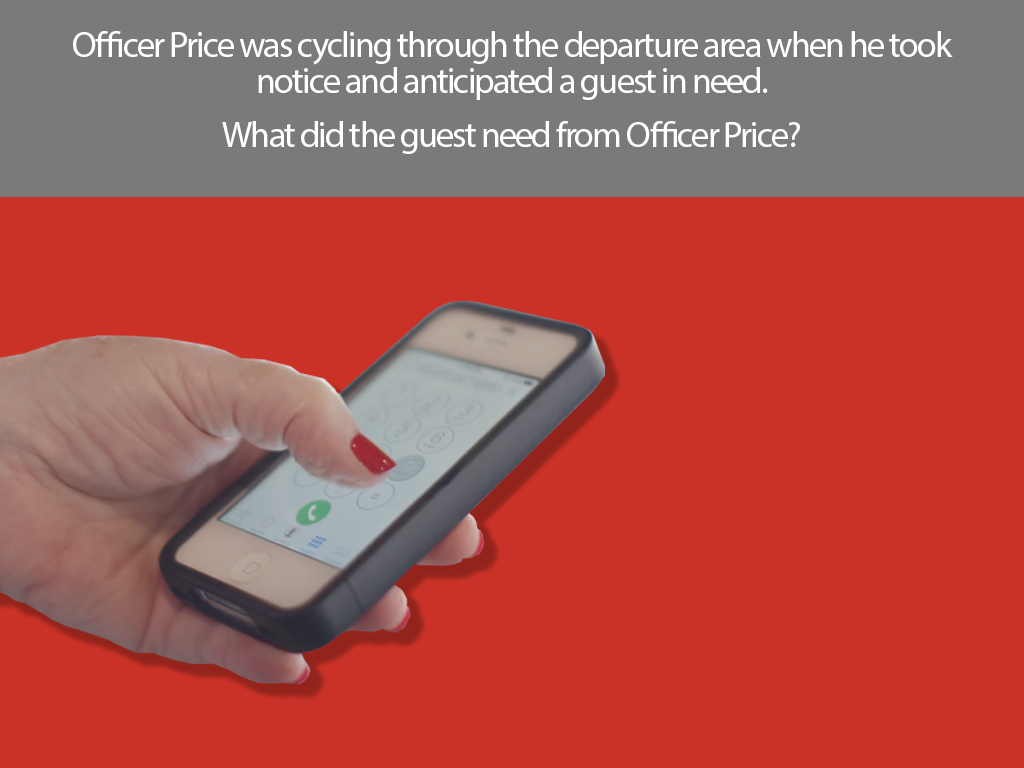 Officer Price was cycling through the departure area when he took
notice and anticipated a guest in need.
What did the guest need from Officer Price?